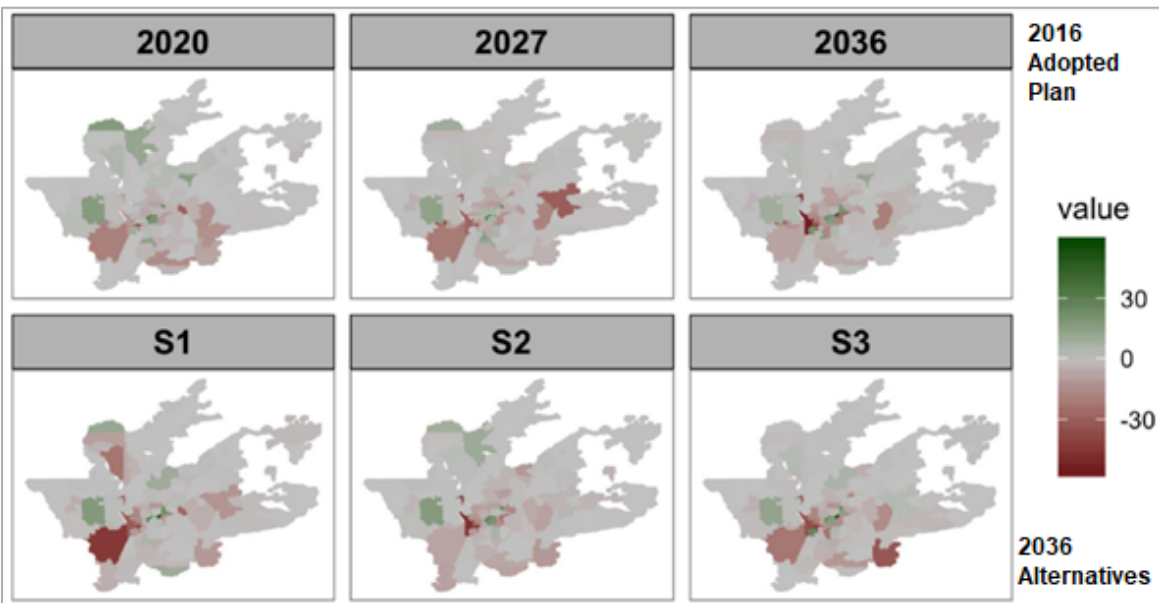 2020
2027
2036
2016
Adopted
Plan
value
30
0
-30
S1
S2
S3
2036
Alternatives